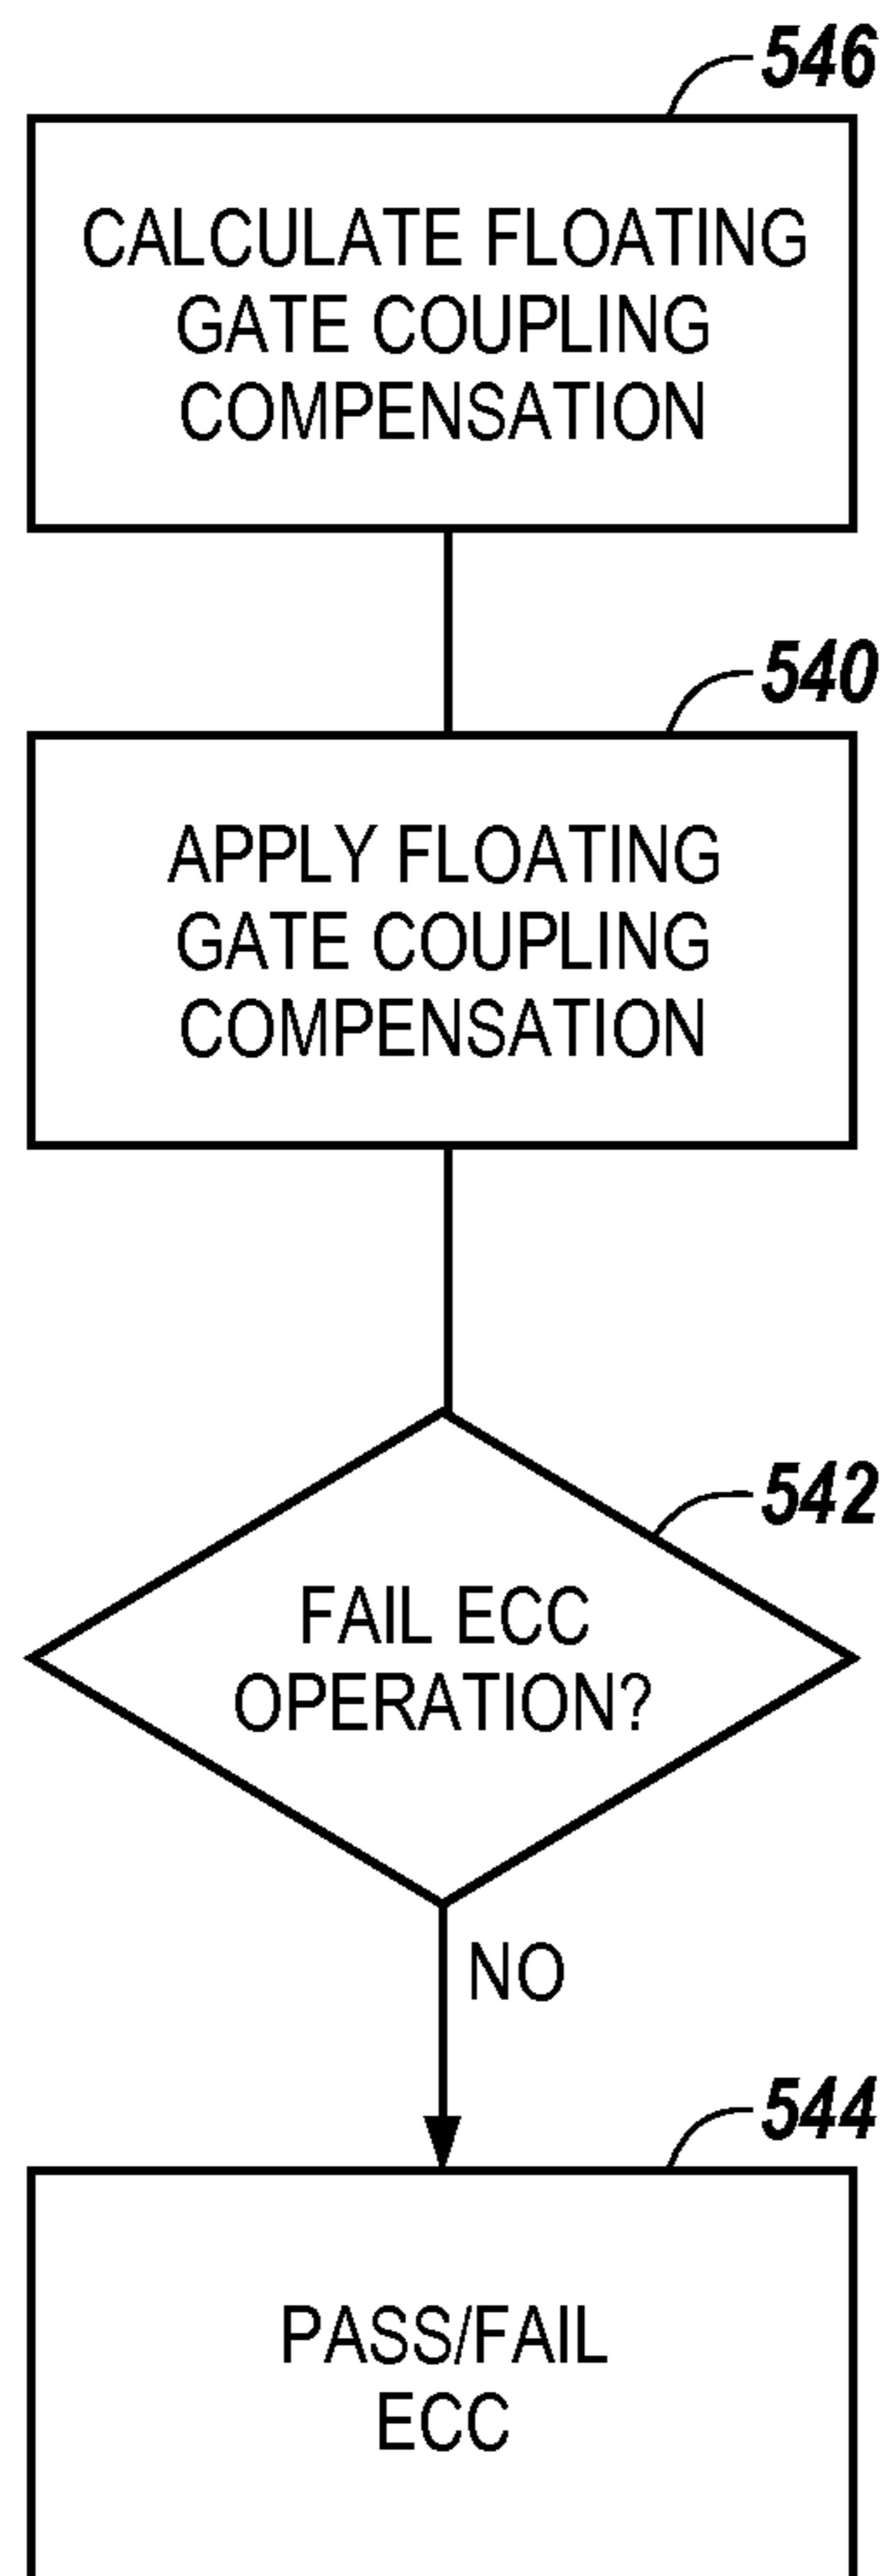 546
CALCULATE FLOATING
GATE COUPLING
COMPENSATION
540
APPLY FLOATING
GATE COUPLING
COMPENSATION
542
FAIL ECC
OPERATION?
NO
544
PASS/FAIL
ECC